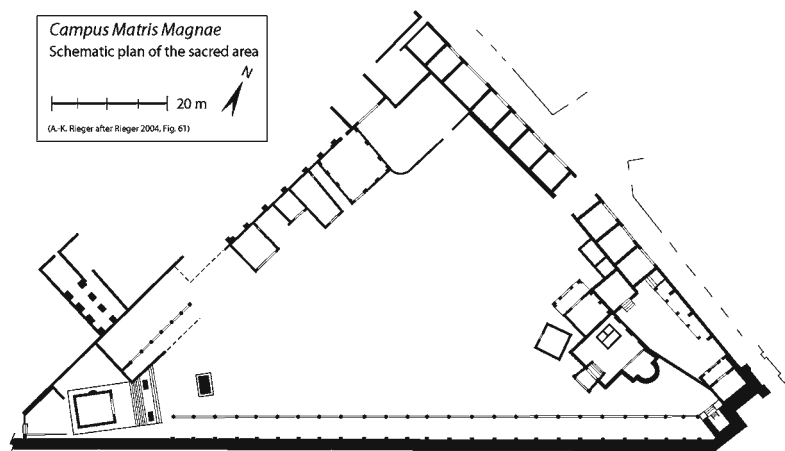 Campus Matris Magnae
Schematic plan of the sacred area
N
20 m
(A.-K. Rieger after Rieger 2004, Fig. 61)